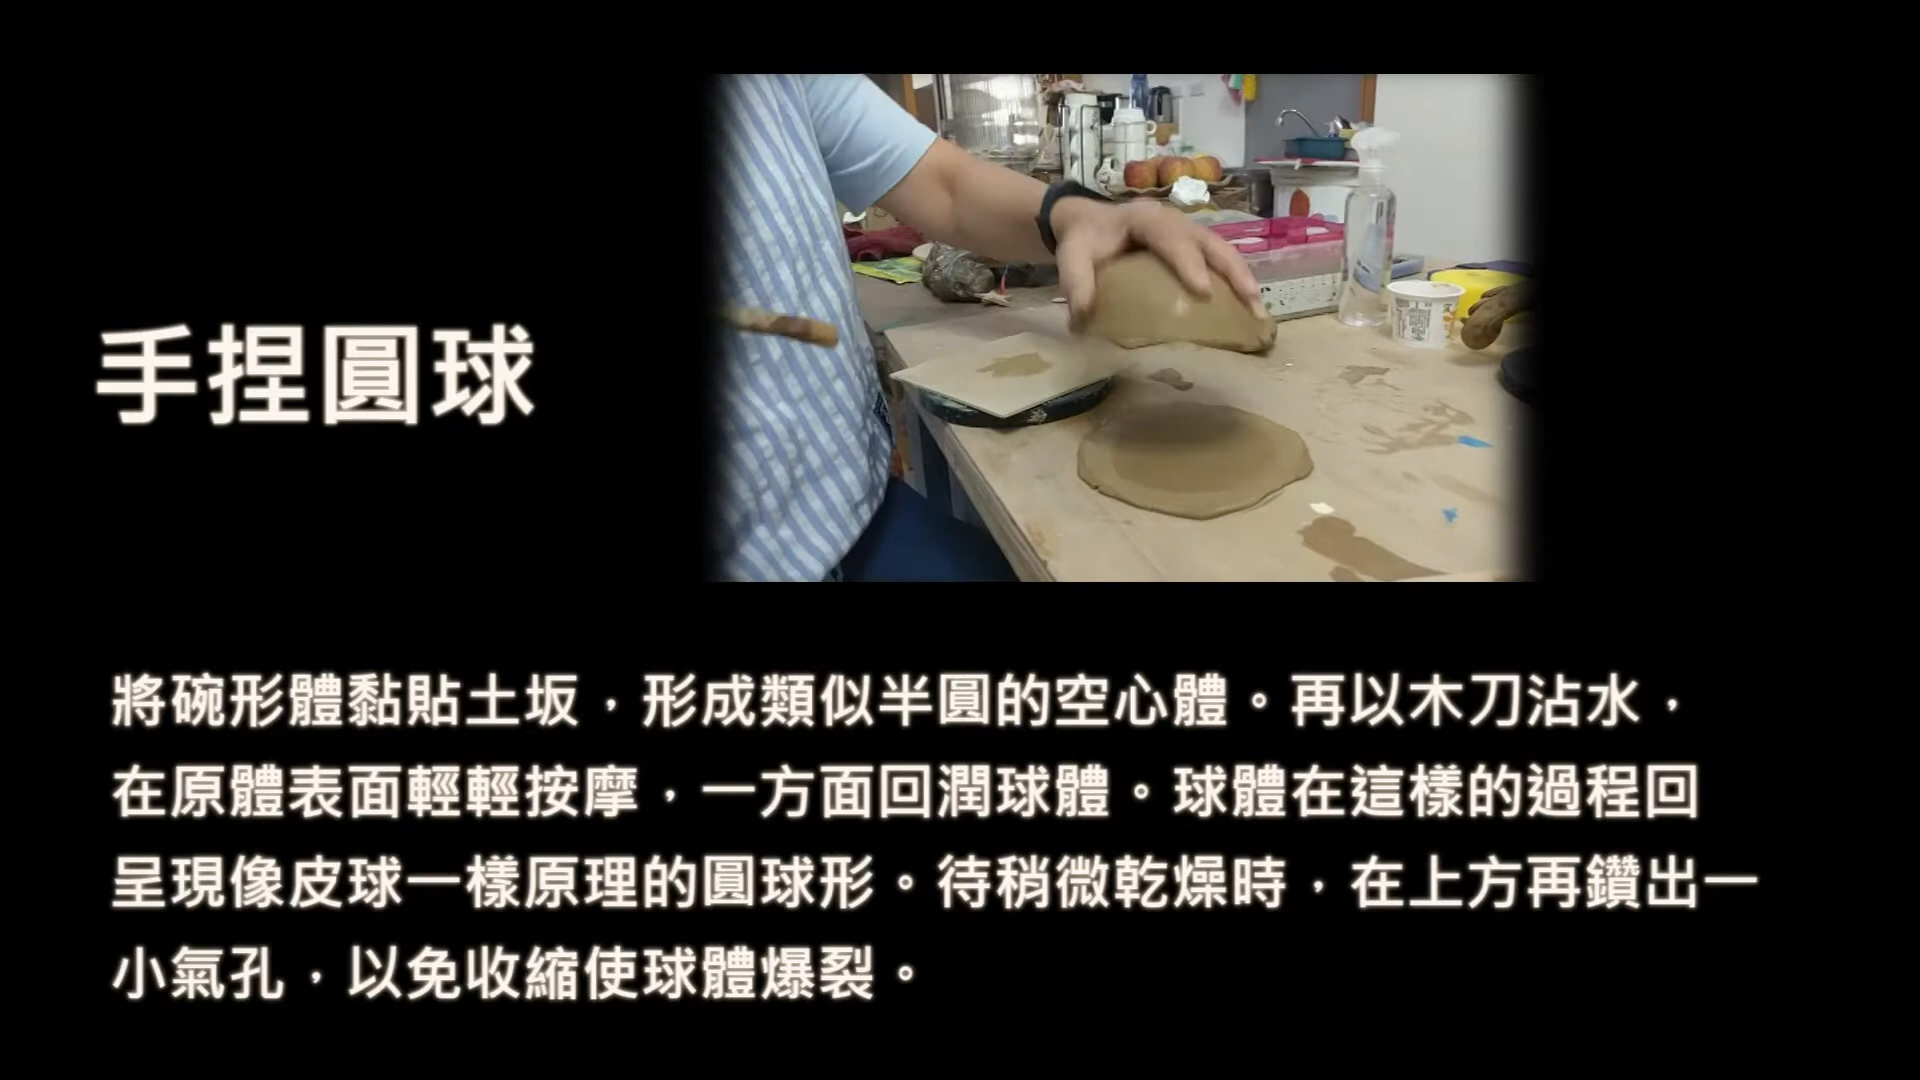 手捏圓球
將碗形體黏貼土坂，形成類似半圓的空心體。再以木刀沾水，
在原體表面輕輕按摩，一方面回潤球體。球體在這樣的過程回
呈現像皮球一樣原理的圓球形。待稍微乾燥時，在上方再鑽出一
小氣孔，以免收縮使球體爆裂。